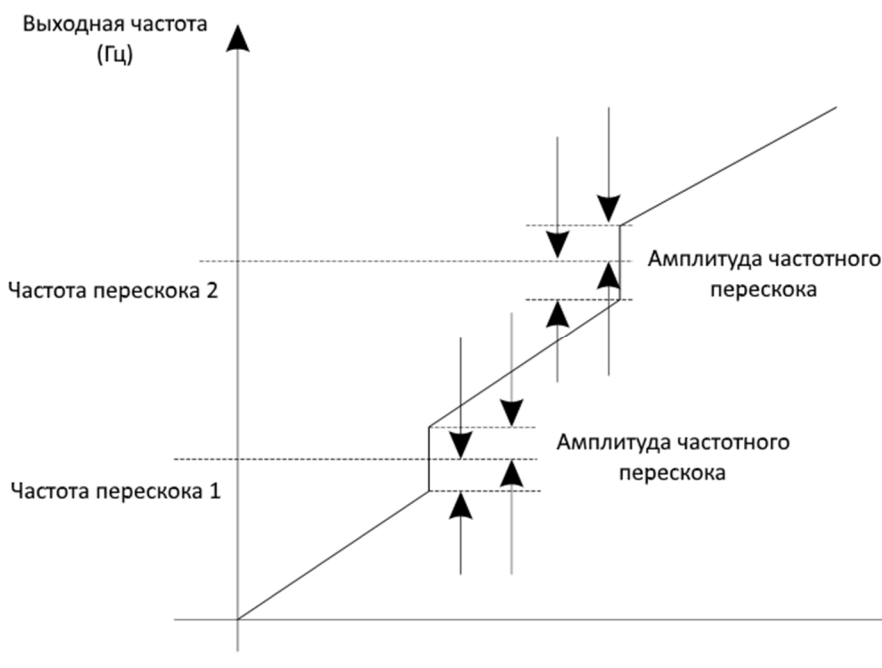 Выходная частота
(Гц)
Амплитуда частотного
перескока
Частота перескока 2
Амплитуда частотного
перескока
Частота перескока 1